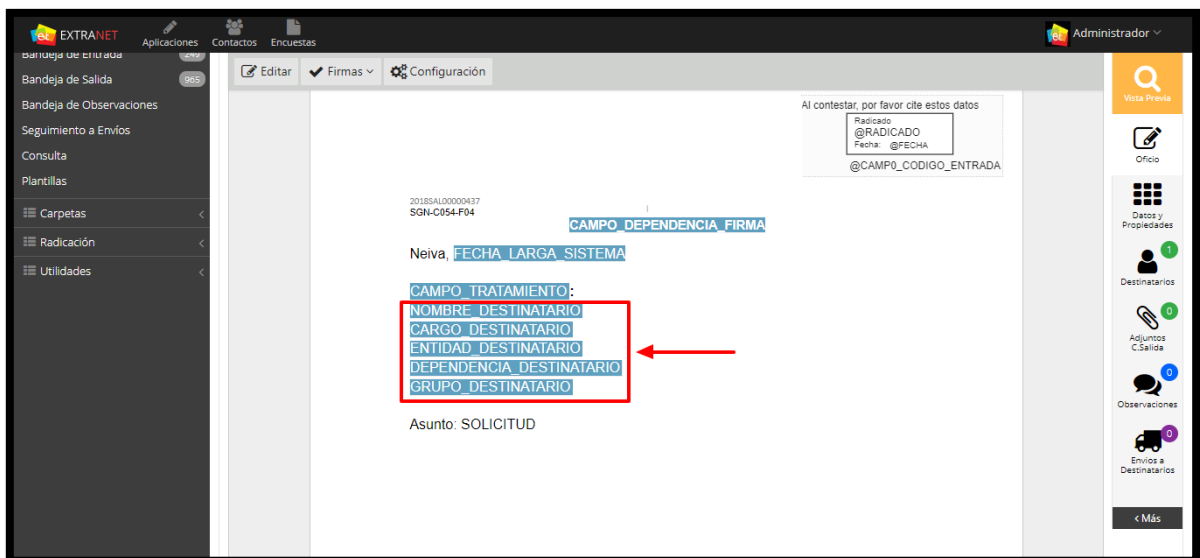 EXTRANET
Aplicaciones
Contactos
Encuestas
Administrador
Bandeja de Entrada 249
Bandeja de Salida 965
Bandeja de Observaciones
Seguimiento a Envíos
Consulta
Plantillas
Carpetas
Radicación
Utilidades
Editar
Firmas
Configuración
Al contestar, por favor cite estos datos
Radicado
@RADICADO
Fecha: @FECHA
@CAMP0_CODIGO_ENTRADA
2018SAL00000437
SGN-C054-F04
CAMPO_DEPENDENCIA_FIRMA
Neiva, FECHA_LARGA_SISTEMA
CAMPO_TRATAMIENTO:
NOMBRE_DESTINATARIO
CARGO_DESTINATARIO
ENTIDAD_DESTINATARIO
DEPENDENCIA_DESTINATARIO
GRUPO_DESTINATARIO
Asunto: SOLICITUD
Vista Previa
Oficio
Datos y
Propiedades
1
Destinatarios
0
Adjuntos
C.Salida
0
Observaciones
0
Envios a
Destinatarios
< Más